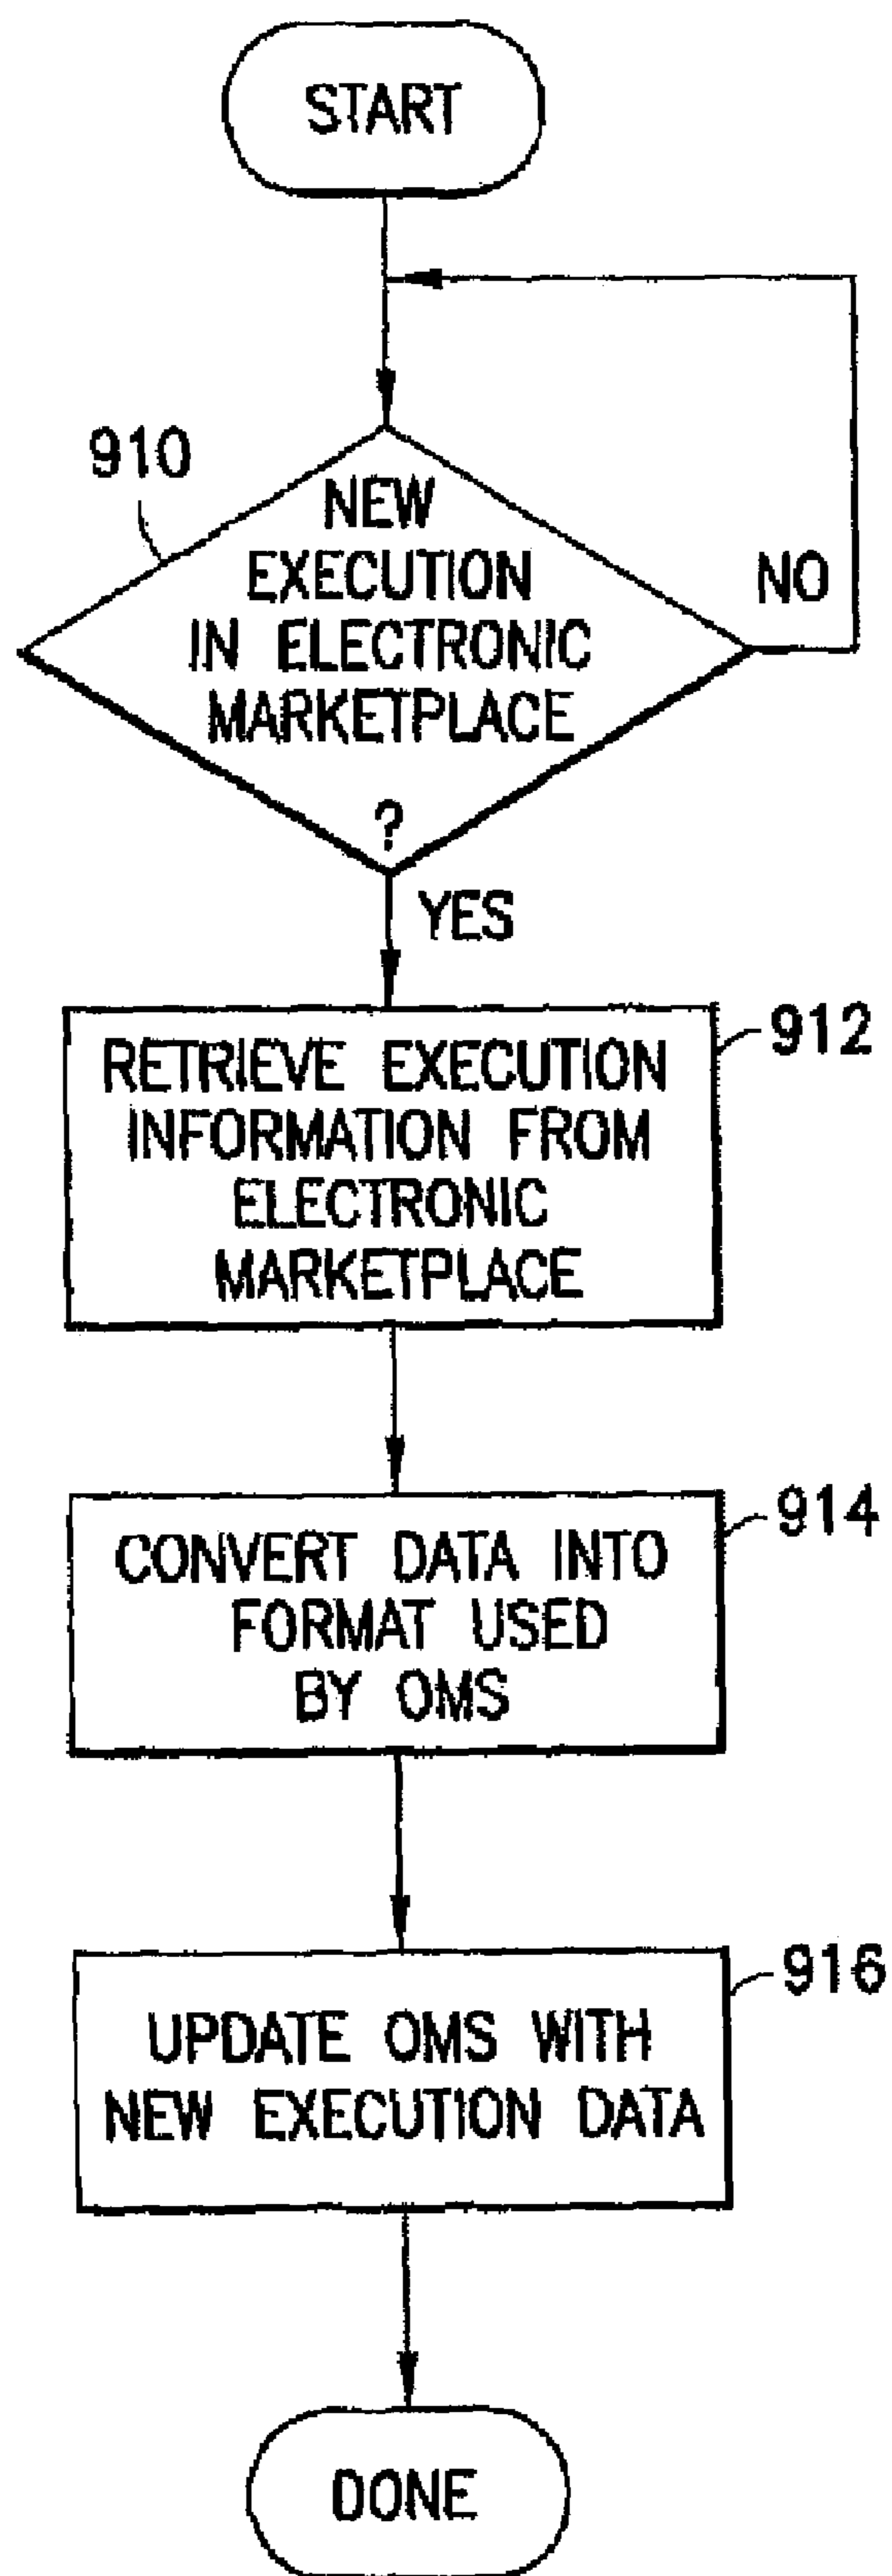 START
910
NEW
EXECUTION
IN ELECTRONIC
MARKETPLACE
?
NO
YES
912
RETRIEVE EXECUTION
INFORMATION FROM
ELECTRONIC
MARKETPLACE
914
CONVERT DATA INTO
FORMAT USED
BY OMS
916
UPDATE OMS WITH
NEW EXECUTION DATA
DONE